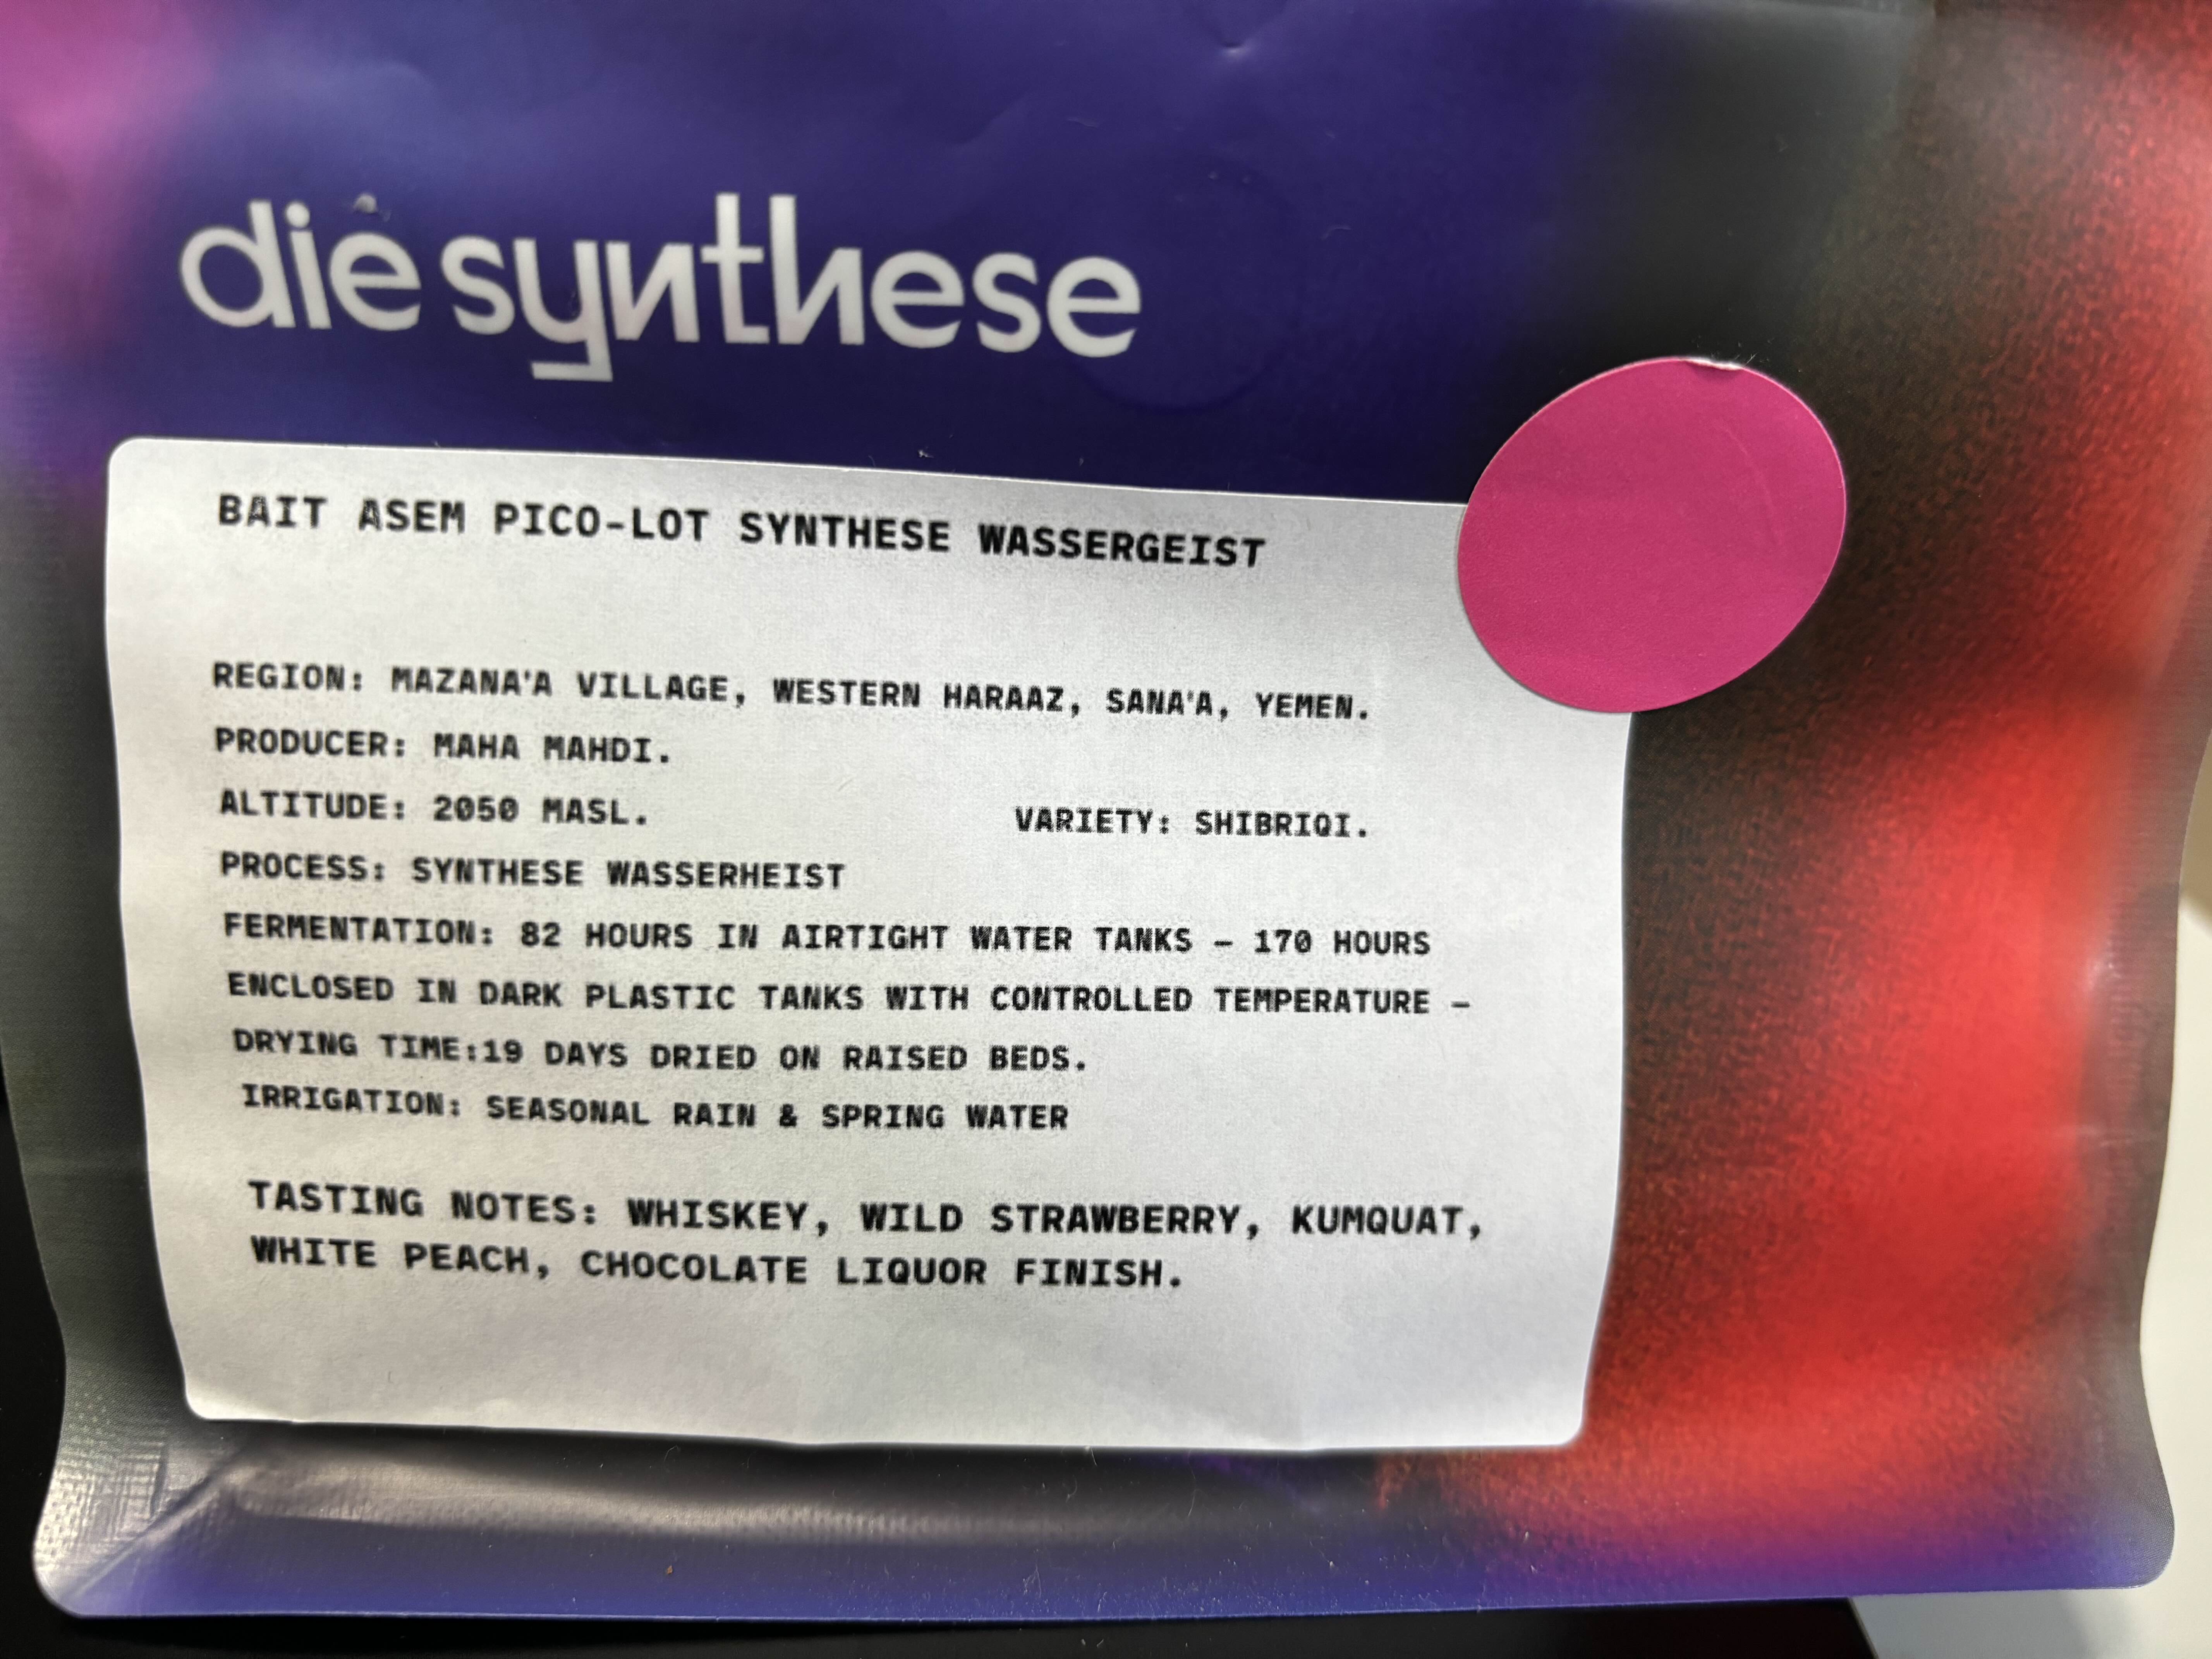 die synthese
BAIT ASEM PICO-LOT SYNTHESE WASSERGEIST
REGION: MAZANA'A VILLAGE, WESTERN HARAAZ, SANA'A, YEMEN.
PRODUCER: MAHA MAHDI.
ALTITUDE: 2050 MASL. VARIETY: SHIBRIQI.
PROCESS: SYNTHESE WASSERHEIST
FERMENTATION: 82 HOURS IN AIRTIGHT WATER TANKS – 170 HOURS
ENCLOSED IN DARK PLASTIC TANKS WITH CONTROLLED TEMPERATURE –
DRYING TIME:19 DAYS DRIED ON RAISED BEDS.
IRRIGATION: SEASONAL RAIN & SPRING WATER
TASTING NOTES: WHISKEY, WILD STRAWBERRY, KUMQUAT,
WHITE PEACH, CHOCOLATE LIQUOR FINISH.